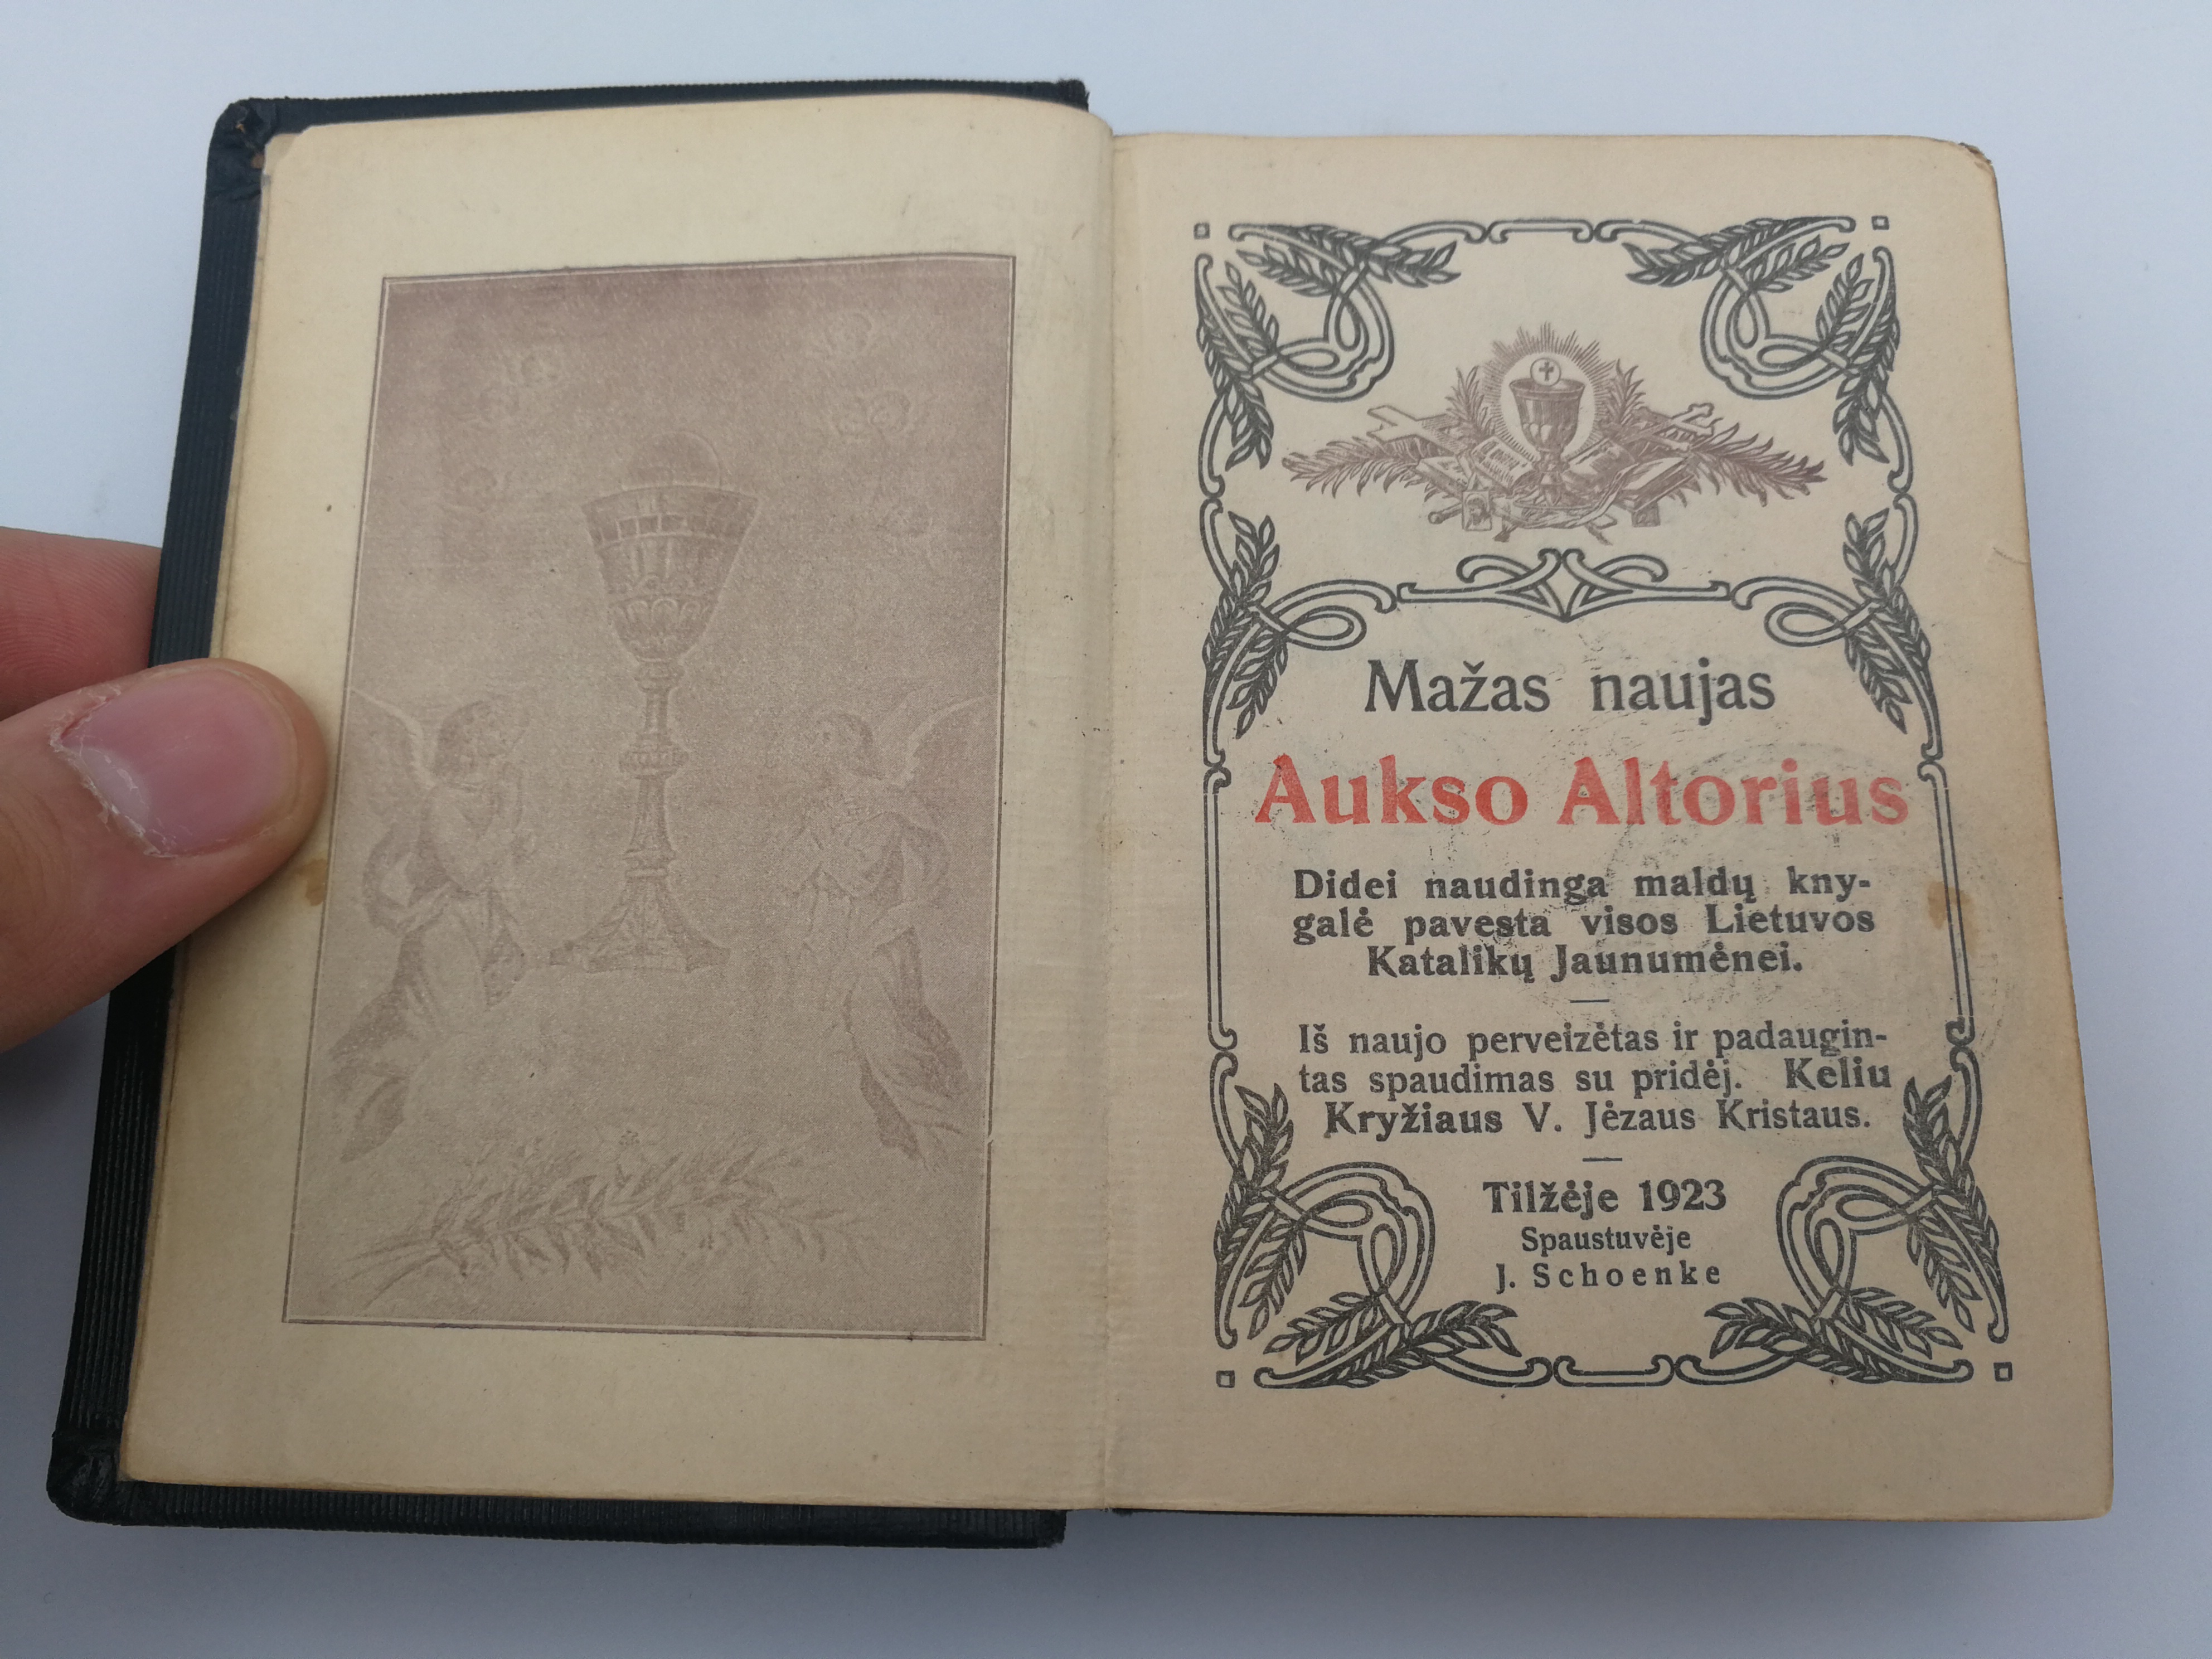 Mažas naujas
Aukso Altorius
Didei naudinga maldų kny-
galė pavesta visos Lietuvos
Katalikų Jaunumėnei.
Iš naujo perveizėtas ir padaugin-
tas spaudimas su pridėj. Keliu
Kryžiaus V. Jėzaus Kristaus.
Tilžėje 1923
Spaustuvėje
J. Schoenke